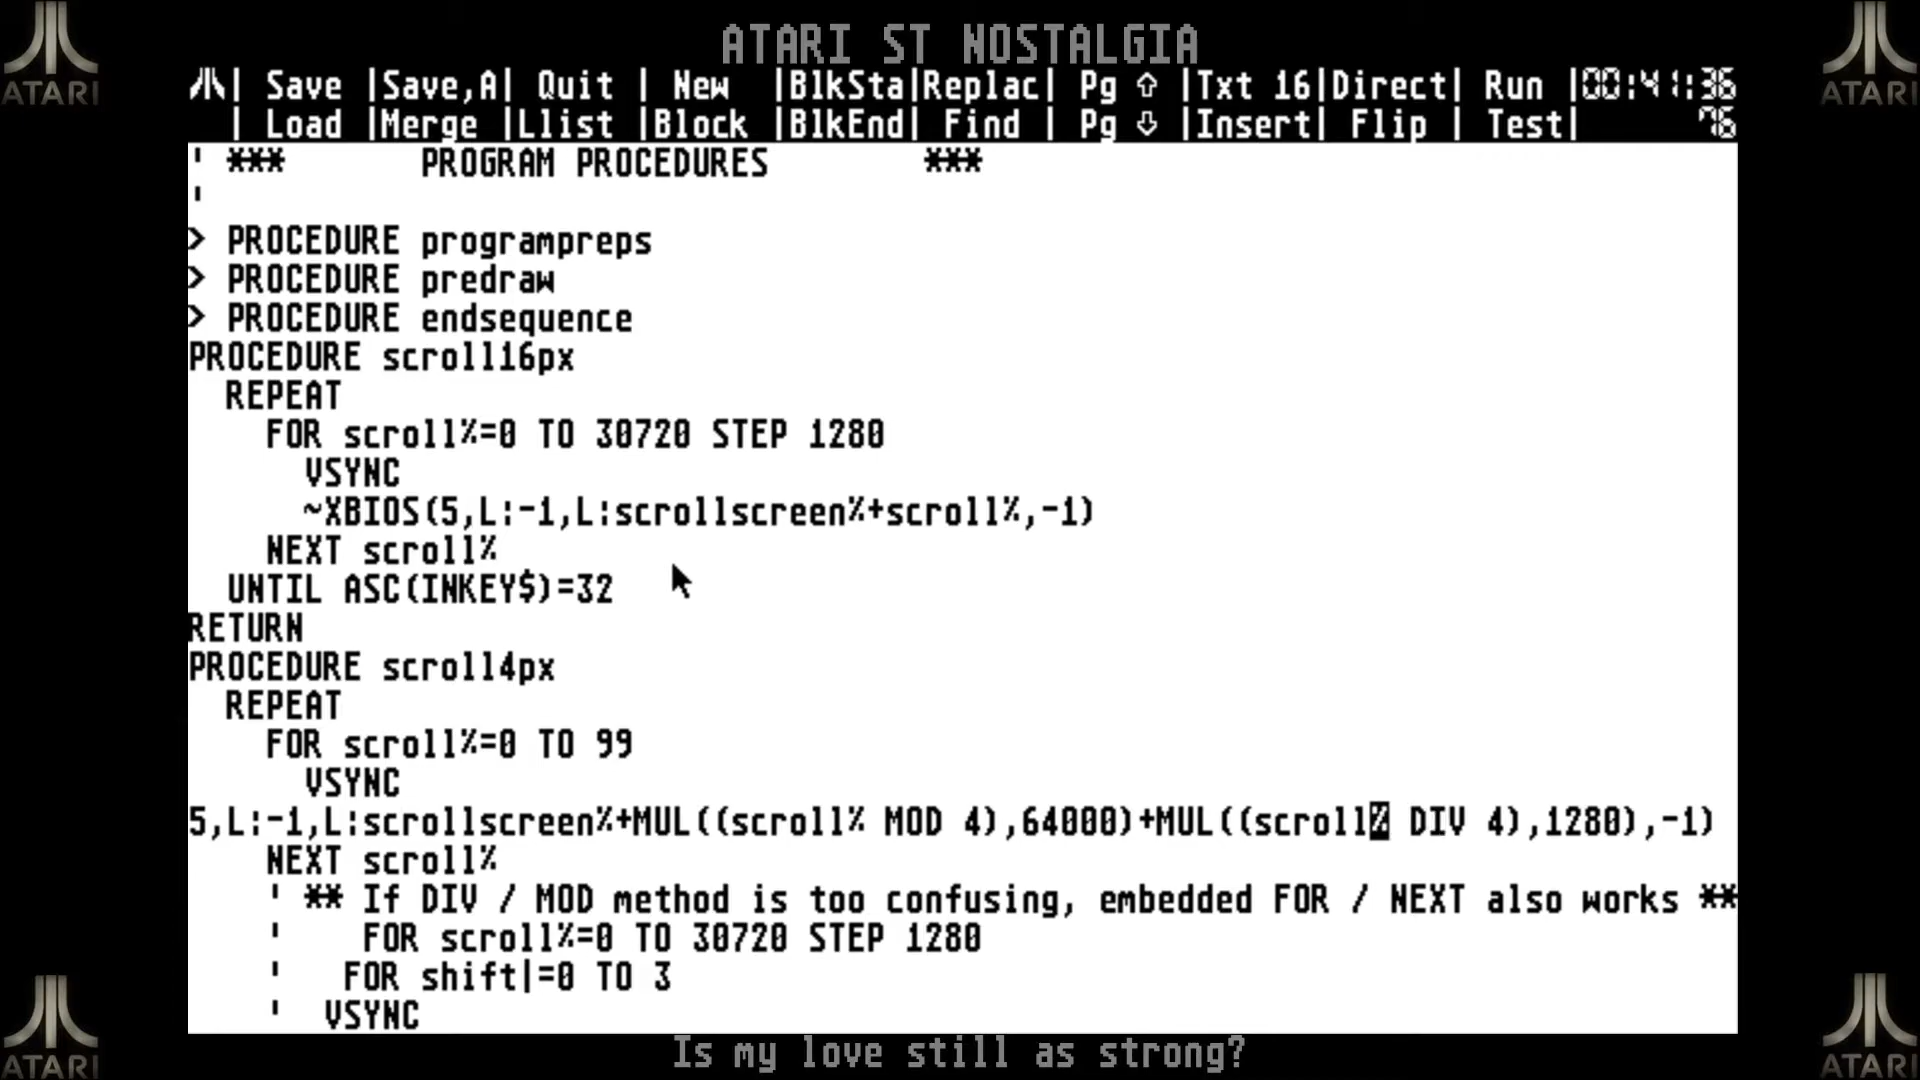 ATARI ST NOSTALGIA
ATARI
ATARI
Save |Save,A| Quit | New |BlkSta|Replac| Pg ⇧ |Txt 16|Direct| Run |00:41:36
| Load |Merge |Llist |Block |BlkEnd| Find | Pg ⇩ |Insert| Flip | Test| 76
' *** PROGRAM PROCEDURES ***
'
> PROCEDURE programpreps
> PROCEDURE predraw
> PROCEDURE endsequence
PROCEDURE scroll16px
REPEAT
FOR scroll%=0 TO 30720 STEP 1280
VSYNC
~XBIOS(5,L:-1,L:scrollscreen%+scroll%,-1)
NEXT scroll%
UNTIL ASC(INKEY$)=32
RETURN
PROCEDURE scroll4px
REPEAT
FOR scroll%=0 TO 99
VSYNC
5,L:-1,L:scrollscreen%+MUL((scroll% MOD 4),64000)+MUL((scroll% DIV 4),1280),-1)
NEXT scroll%
' ** If DIV / MOD method is too confusing, embedded FOR / NEXT also works **
' FOR scroll%=0 TO 30720 STEP 1280
' FOR shift|=0 TO 3
' VSYNC
Is my love still as strong?
ATARI
ATARI